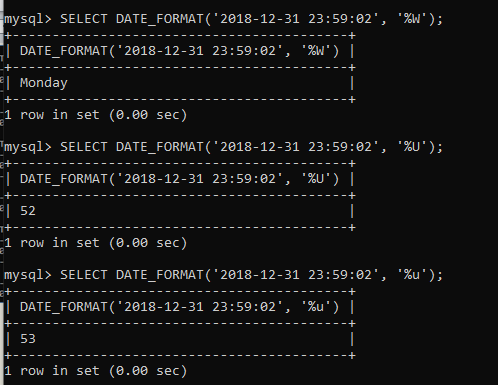 mysql> SELECT DATE_FORMAT('2018-12-31 23:59:02', '%W');
+------------------------------------------+
| DATE_FORMAT('2018-12-31 23:59:02', '%W') |
+------------------------------------------+
| Monday                                   |
+------------------------------------------+
1 row in set (0.00 sec)
mysql> SELECT DATE_FORMAT('2018-12-31 23:59:02', '%U');
+------------------------------------------+
| DATE_FORMAT('2018-12-31 23:59:02', '%U') |
+------------------------------------------+
| 52                                       |
+------------------------------------------+
1 row in set (0.00 sec)
mysql> SELECT DATE_FORMAT('2018-12-31 23:59:02', '%u');
+------------------------------------------+
| DATE_FORMAT('2018-12-31 23:59:02', '%u') |
+------------------------------------------+
| 53                                       |
+------------------------------------------+
1 row in set (0.00 sec)